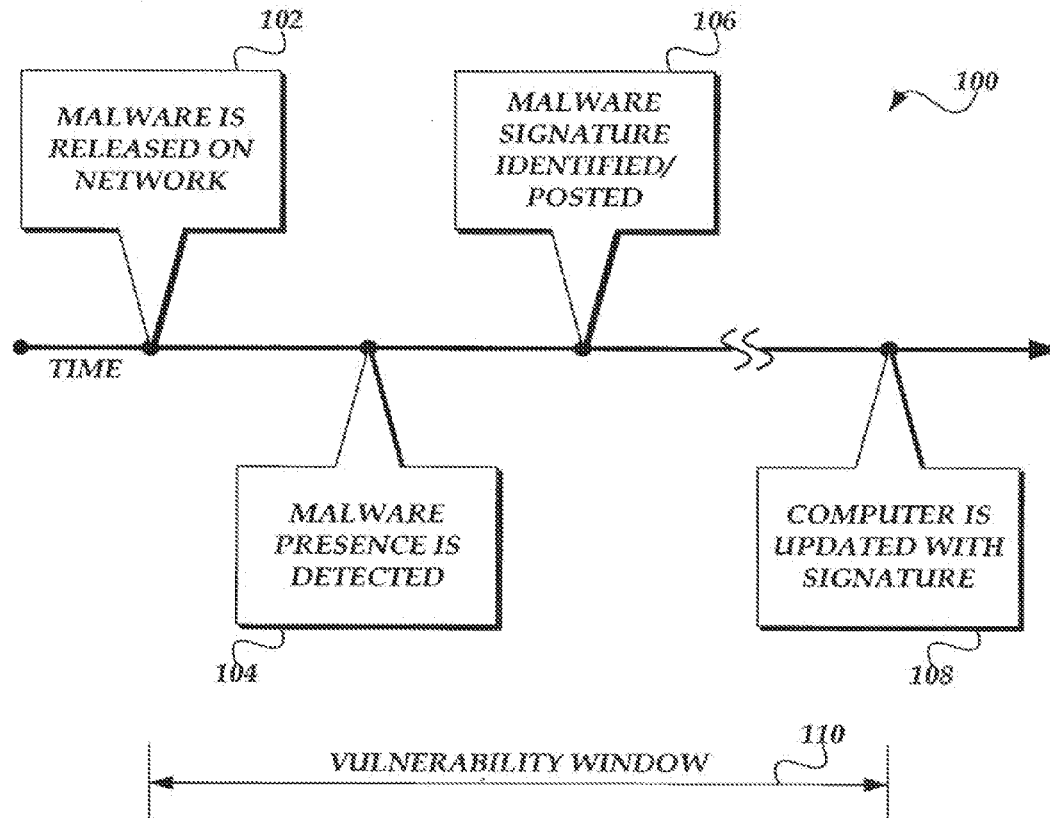 102
MALWARE IS
RELEASED ON
NETWORK
106
MALWARE
SIGNATURE
IDENTIFIED/
POSTED
100
TIME
MALWARE
PRESENCE IS
DETECTED
104
COMPUTER IS
UPDATED WITH
SIGNATURE
108
VULNERABILITY WINDOW
110